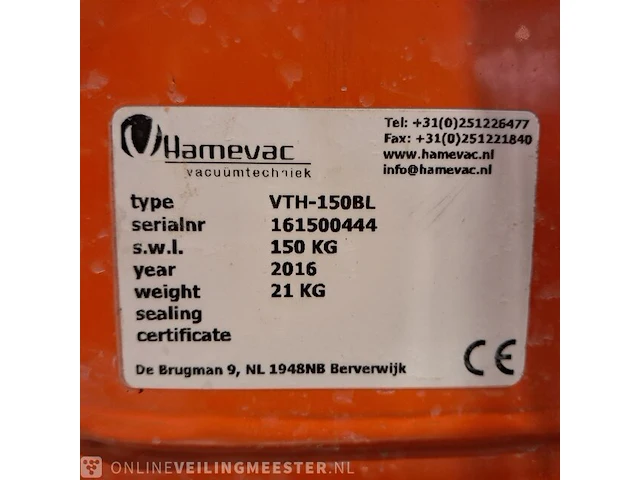 Hamevac
vacuümtechniek
Tel: +31(0)251226477
Fax: +31(0)251221840
www.hamevac.nl
info@hamevac.nl
type VTH-150BL
serialnr 161500444
s.w.l. 150 KG
year 2016
weight 21 KG
sealing
certificate
CE
De Brugman 9, NL 1948NB Berverwijk
ONLINEVEILINGMEESTER.NL